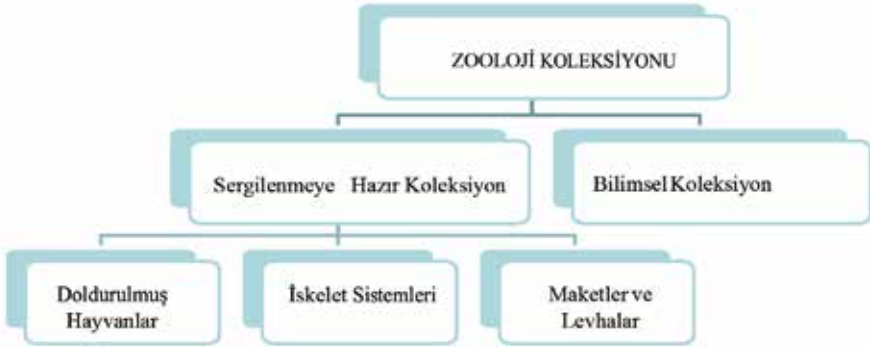 ZOOLOJİ KOLEKSİYONU
Sergilenmeye Hazır Koleksiyon
Bilimsel Koleksiyon
Doldurulmuş
Hayvanlar
İskelet Sistemleri
Maketler ve
Levhalar